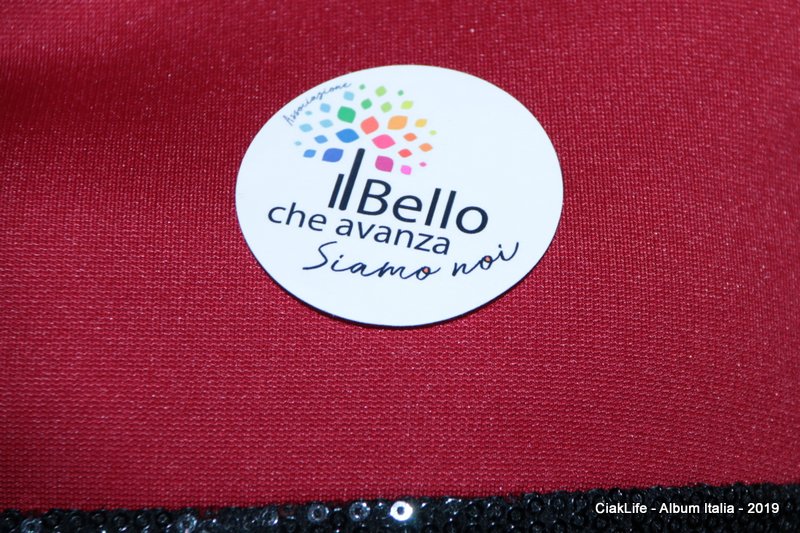 Associazione
il Bello
che avanza
Siamo noi
CiakLife - Album Italia - 2019